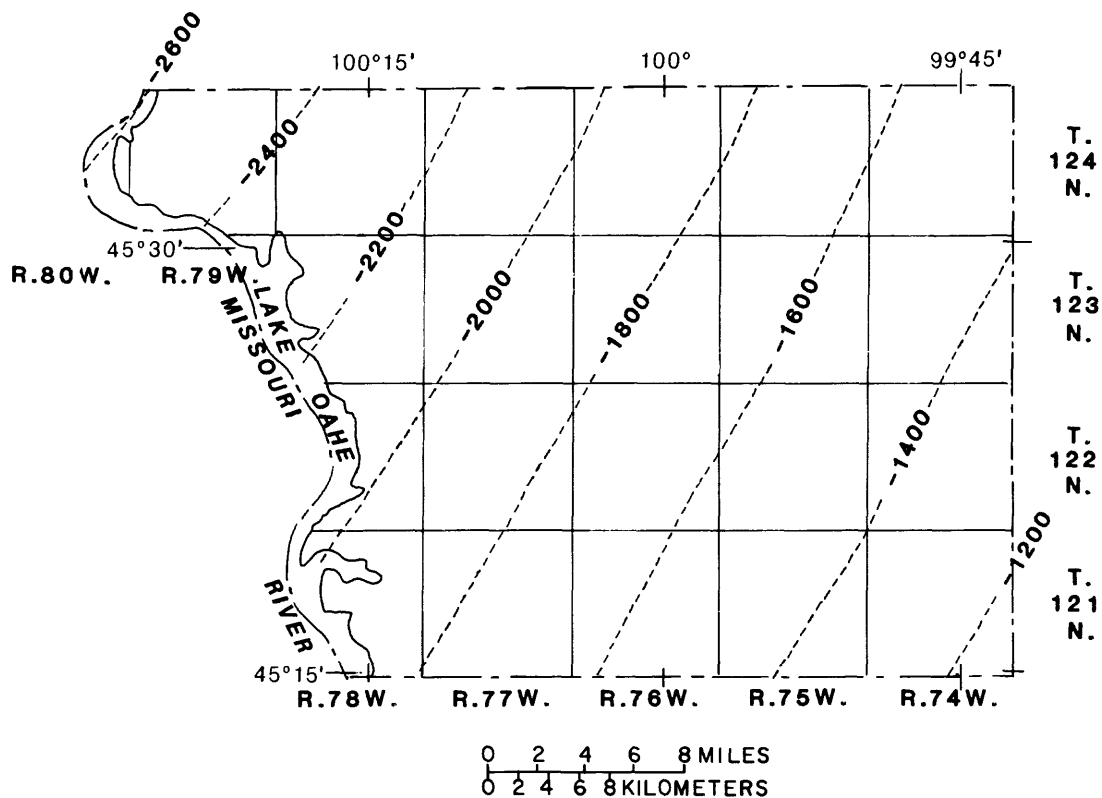 -2600
100°15'
100°
99°45'
-2400
T.
124
N.
-2200
45°30'
R.80W.
R.79W.
LAKE OAHE
MISSOURI
-2000
-1800
-1600
T.
123
N.
-1400
T.
122
N.
-1200
RIVER
T.
121
N.
45°15'
R.78W.
R.77W.
R.76W.
R.75W.
R.74W.
0 2 4 6 8 MILES
0 2 4 6 8 KILOMETERS